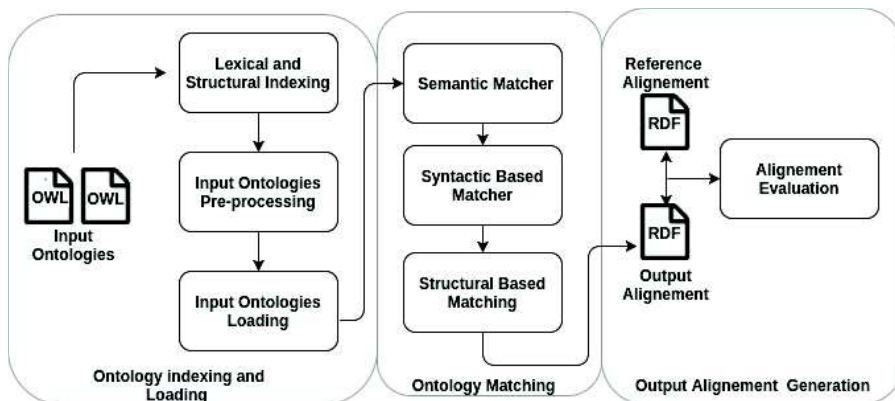 Lexical and
Structural Indexing
OWL
OWL
Input
Ontologies
Input Ontologies
Pre-processing
Input Ontologies
Loading
Ontology indexing and
Loading
Semantic Matcher
Syntactic Based
Matcher
Structural Based
Matching
Ontology Matching
Reference
Alignement
RDF
RDF
Output
Alignement
Alignement
Evaluation
Output Alignement Generation